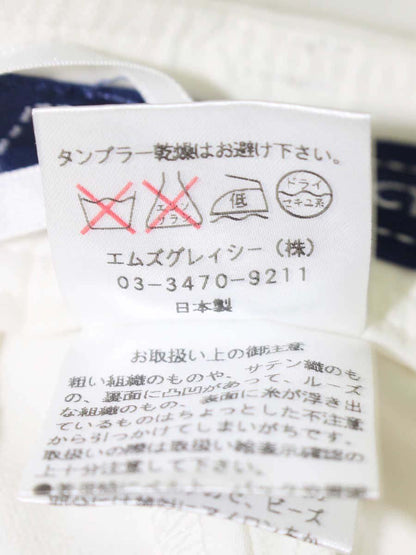 タンブラー乾燥はお避け下さい。
エンソ サラシ 低 ドライ セキユ系
エムズグレイシー(株)
03-3470-9211
日本製
お取扱い上の御注意
粗い組織のものや、サテン織のも
の、裏面に凸凹があって、ルーズ
な組織のもの、表面に糸が浮き出
ているものはちょっとした不注意
から引っかけてしまいがちです。
取扱いの際は取扱い絵表示確認の
上十分注意して下さい。